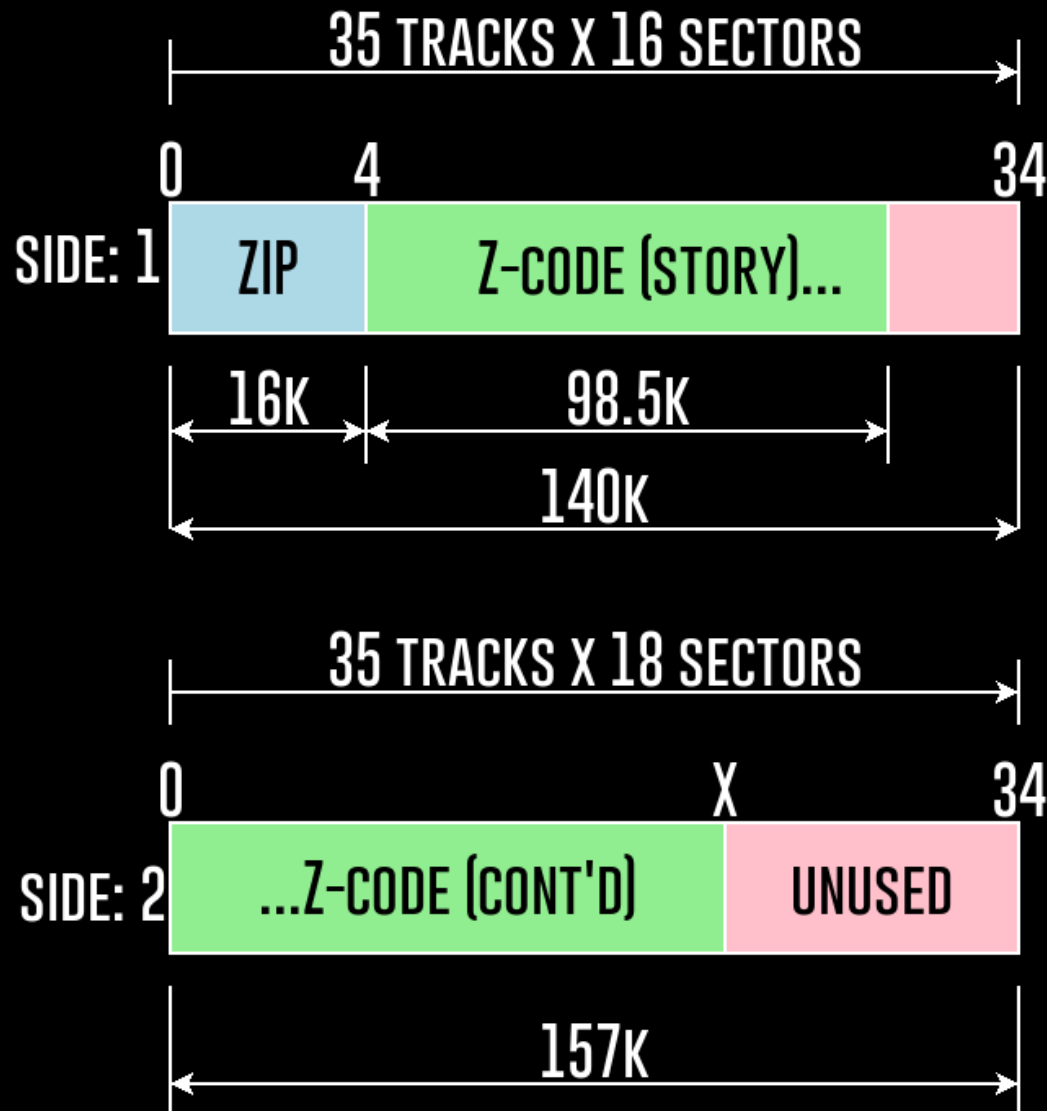 35 TRACKS X 16 SECTORS
0 4 34
SIDE: 1 ZIP Z-CODE (STORY)...
16K 98.5K
140K
35 TRACKS X 18 SECTORS
0 X 34
SIDE: 2 ...Z-CODE (CONT'D) UNUSED
157K